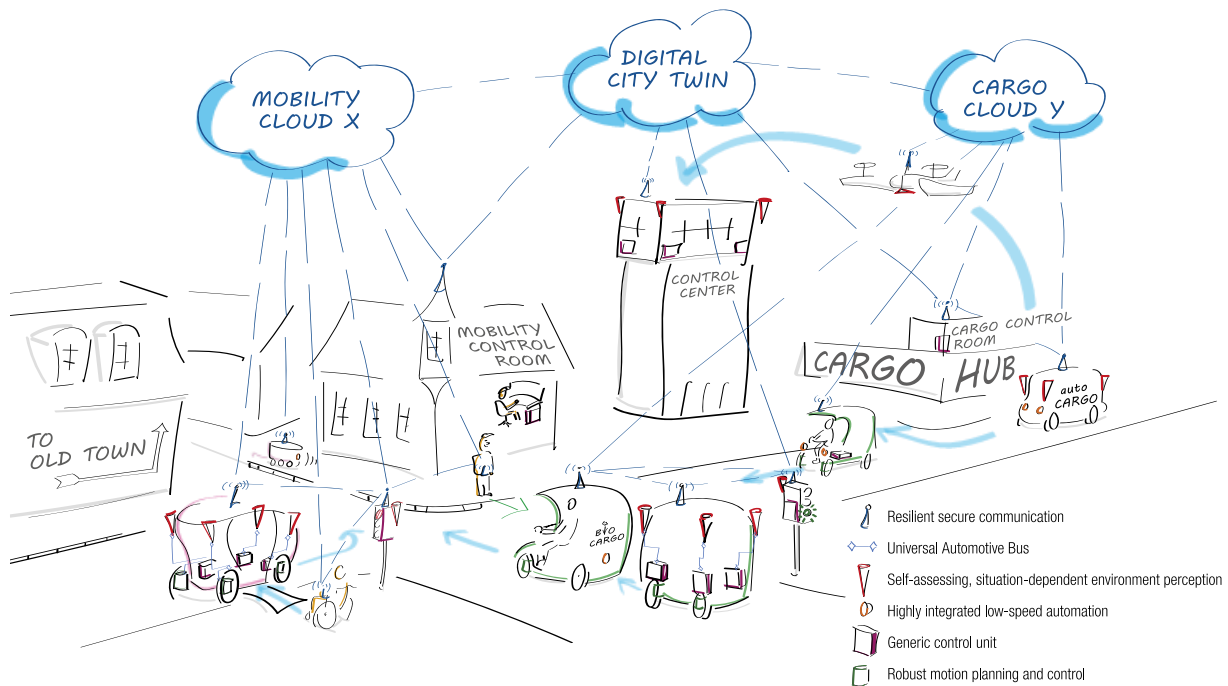 MOBILITY
CLOUD X
DIGITAL
CITY TWIN
CARGO
CLOUD Y
CONTROL
CENTER
MOBILITY
CONTROL
ROOM
CARGO CONTROL
ROOM
CARGO HUB
auto
CARGO
TO
OLD TOWN
BIO
CARGO
Resilient secure communication
Universal Automotive Bus
Self-assessing, situation-dependent environment perception
Highly integrated low-speed automation
Generic control unit
Robust motion planning and control